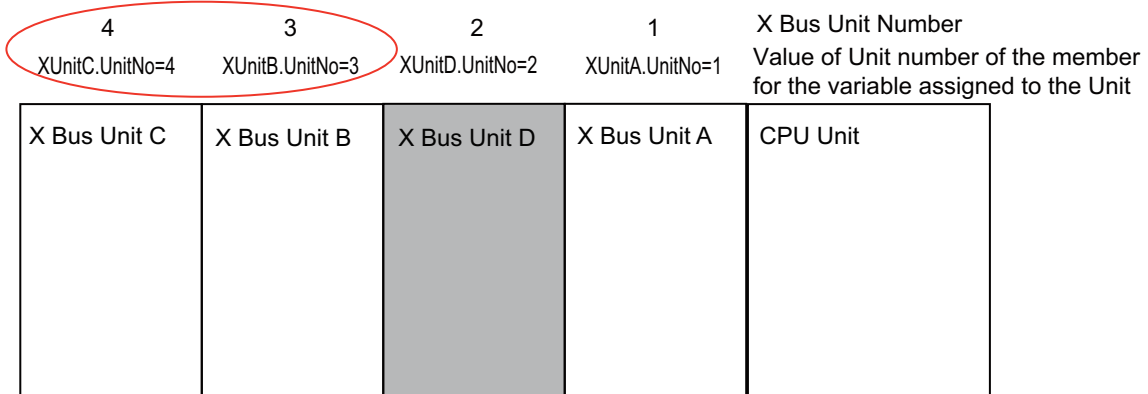 4 3 2 1 X Bus Unit Number
XUnitC.UnitNo=4 XUnitB.UnitNo=3 XUnitD.UnitNo=2 XUnitA.UnitNo=1 Value of Unit number of the member
for the variable assigned to the Unit
X Bus Unit C X Bus Unit B X Bus Unit D X Bus Unit A CPU Unit